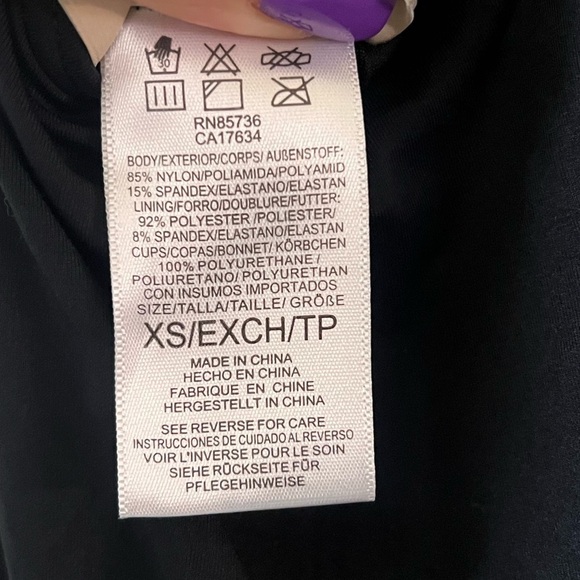 30
RN85736
CA17634
BODY/EXTERIOR/CORPS/ AUßENSTOFF:
85% NYLON/POLIAMIDA/POLYAMID
15% SPANDEX/ELASTANO/ELASTAN
LINING/FORRO/DOUBLURE/FUTTER:
92% POLYESTER /POLIESTER/
8% SPANDEX/ELASTANO/ELASTAN
CUPS/COPAS/BONNET/ KÖRBCHEN
100% POLYURETHANE /
POLIURETANO/ POLYURETHAN
CON INSUMOS IMPORTADOS
SIZE/TALLA/TAILLE/ GRÖßE
XS/EXCH/TP
MADE IN CHINA
HECHO EN CHINA
FABRIQUE EN CHINE
HERGESTELLT IN CHINA
SEE REVERSE FOR CARE
INSTRUCCIONES DE CUIDADO AL REVERSO
VOIR L'INVERSE POUR LE SOIN
SIEHE RÜCKSEITE FÜR
PFLEGEHINWEISE